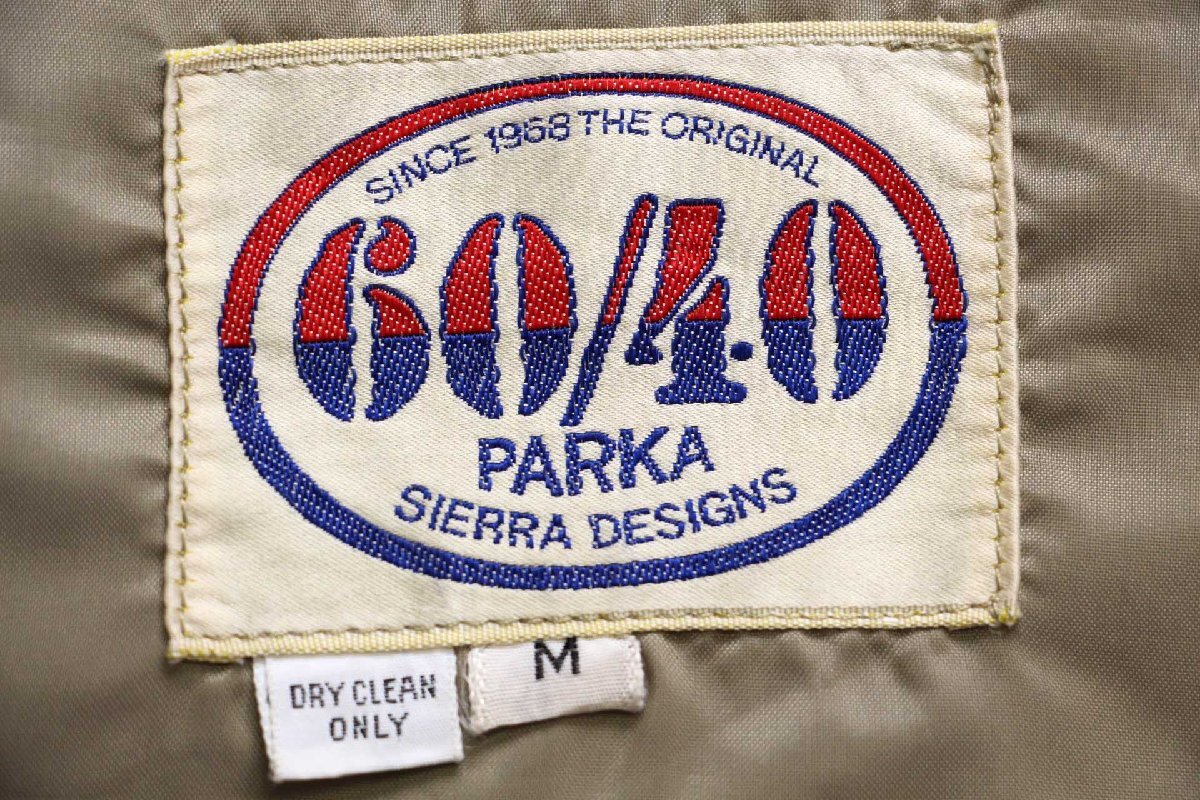 SINCE 1968 THE ORIGINAL
60/40
PARKA
SIERRA DESIGNS
DRY CLEAN
ONLY
M